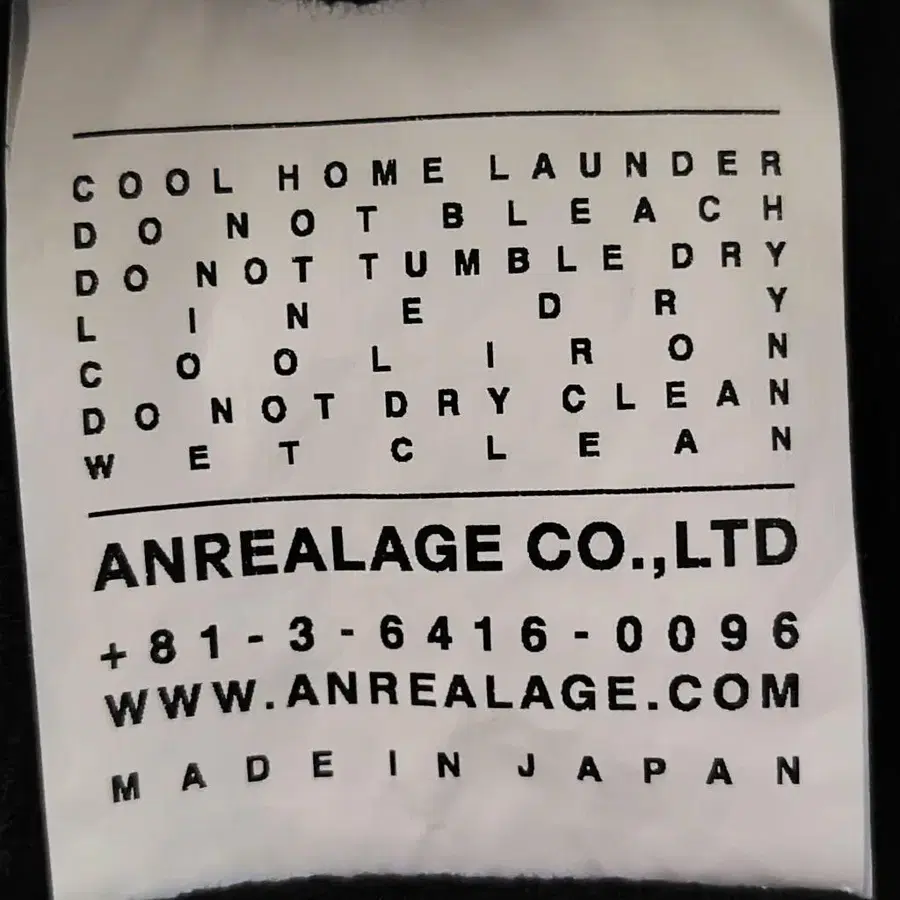 COOL HOME LAUNDER
DO NOT BLEACH
DO NOT TUMBLE DRY
LINE DRY
COOL IRON
DO NOT DRY CLEAN
WET CLEAN
ANREALAGE CO.,LTD
+81-3-6416-0096
WWW.ANREALAGE.COM
MADE IN JAPAN